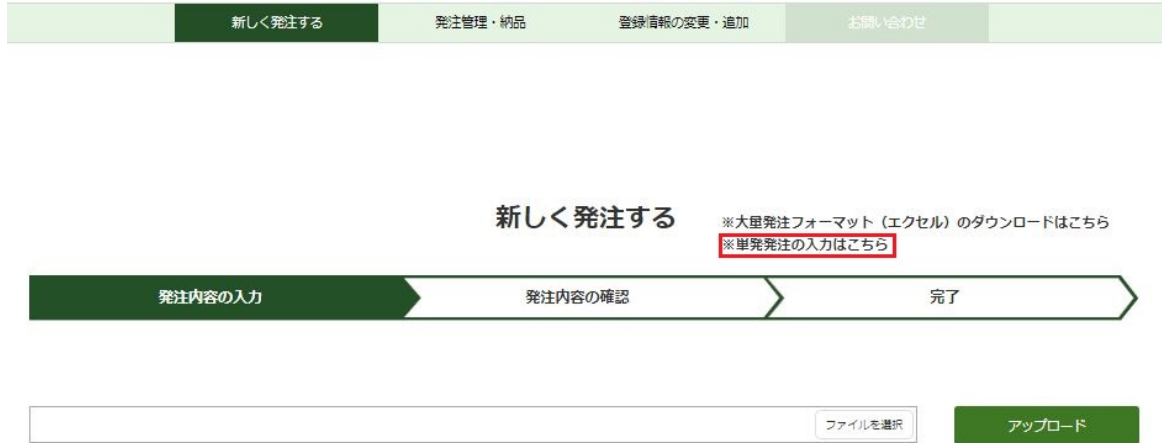 新しく発注する 発注管理・納品 登録情報の変更・追加 お問い合わせ
新しく発注する
※大量発注フォーマット（エクセル）のダウンロードはこちら
※単発発注の入力はこちら
発注内容の入力 発注内容の確認 完了
ファイルを選択 アップロード